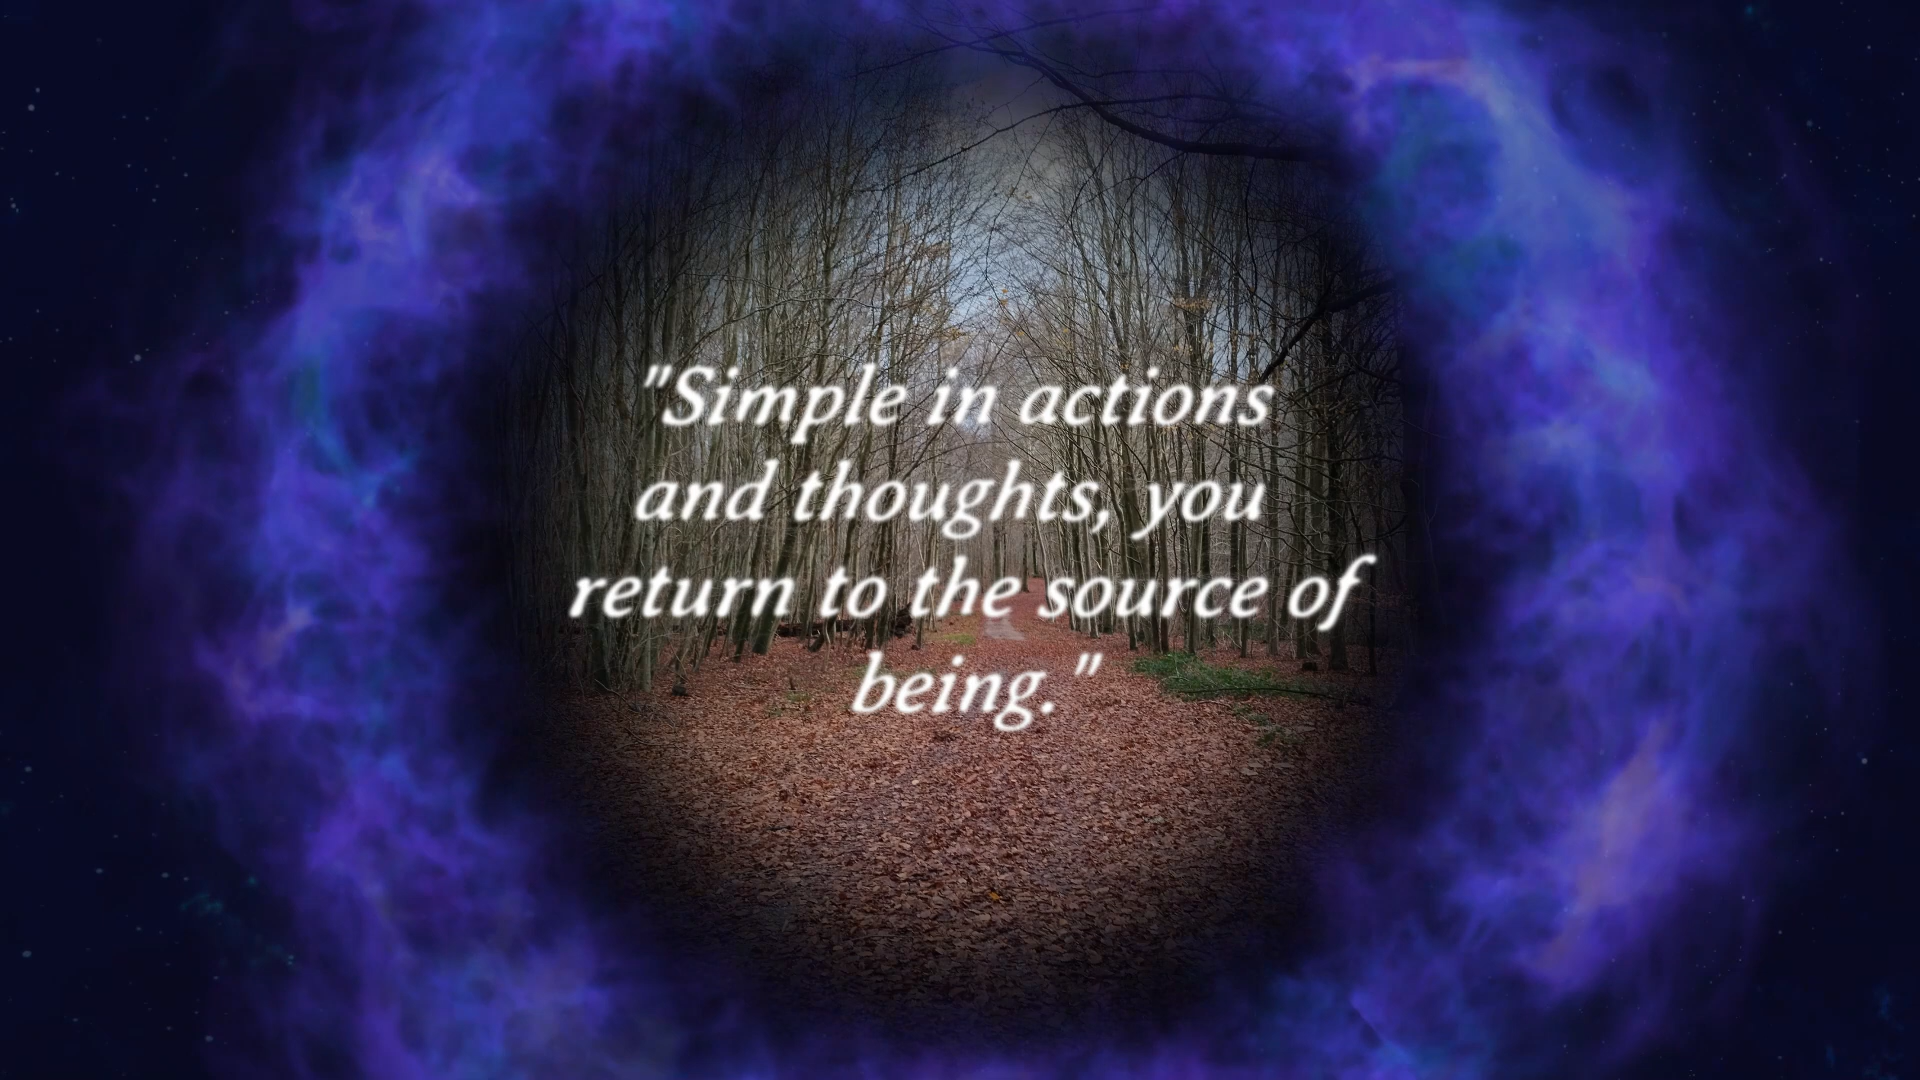 "Simple in actions
and thoughts, you
return to the source of
being."